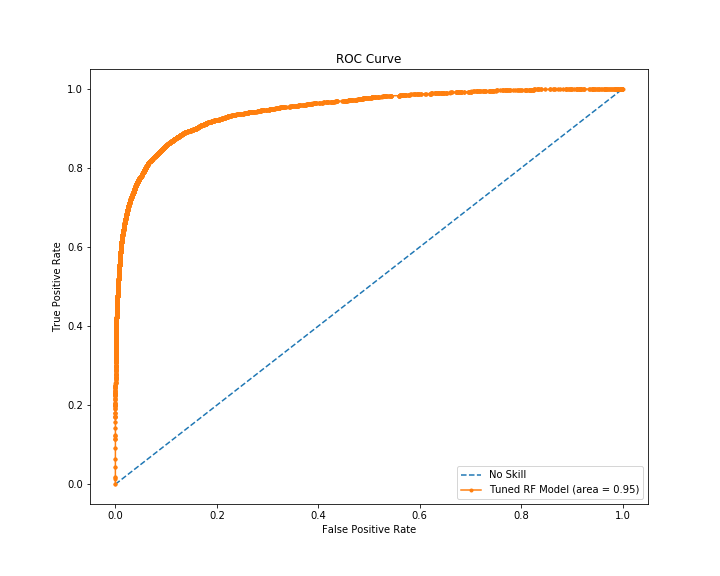 ROC Curve
True Positive Rate
1.0
0.8
0.6
0.4
0.2
0.0
0.0 0.2 0.4 0.6 0.8 1.0
False Positive Rate
No Skill
Tuned RF Model (area = 0.95)